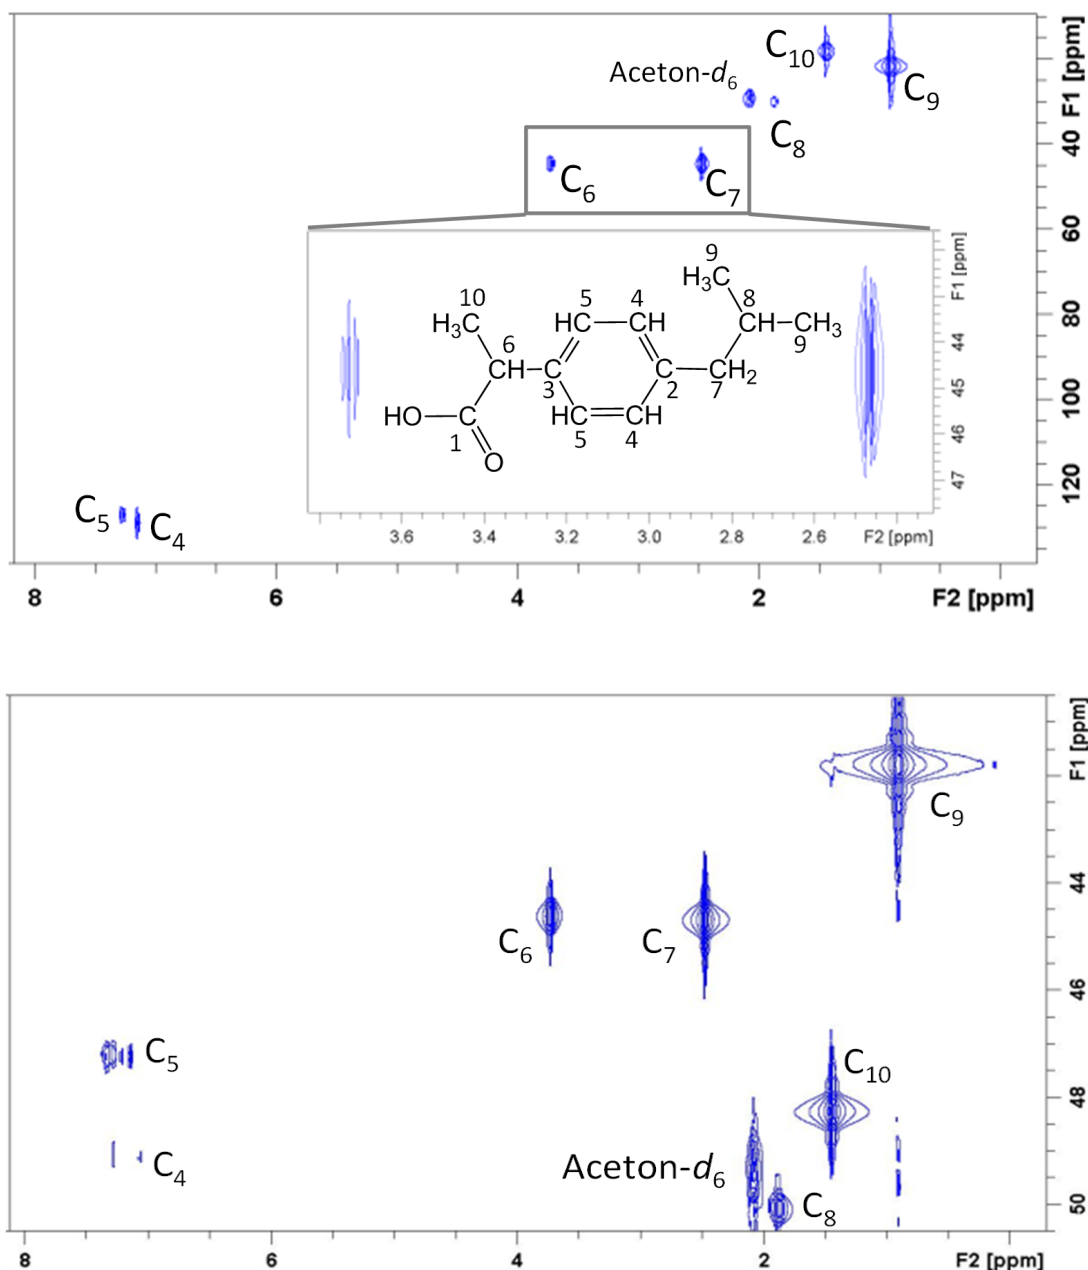 C10
Aceton-d6
C9
C8
C6
C7
F1 [ppm]
40
60
80
100
120
9
H3C
10
5
4
8
H3C
HC
CH
CH
CH3
6
9
CH
3
2
CH2
7
HO
HC
CH
1
5
4
O
F1 [ppm]
44
45
46
47
3.6
3.4
3.2
3.0
2.8
2.6
F2 [ppm]
C5
C4
8
6
4
2
F2 [ppm]
F1 [ppm]
C9
44
C6
C7
46
C5
C10
48
C4
Aceton-d6
C8
50
8
6
4
2
F2 [ppm]